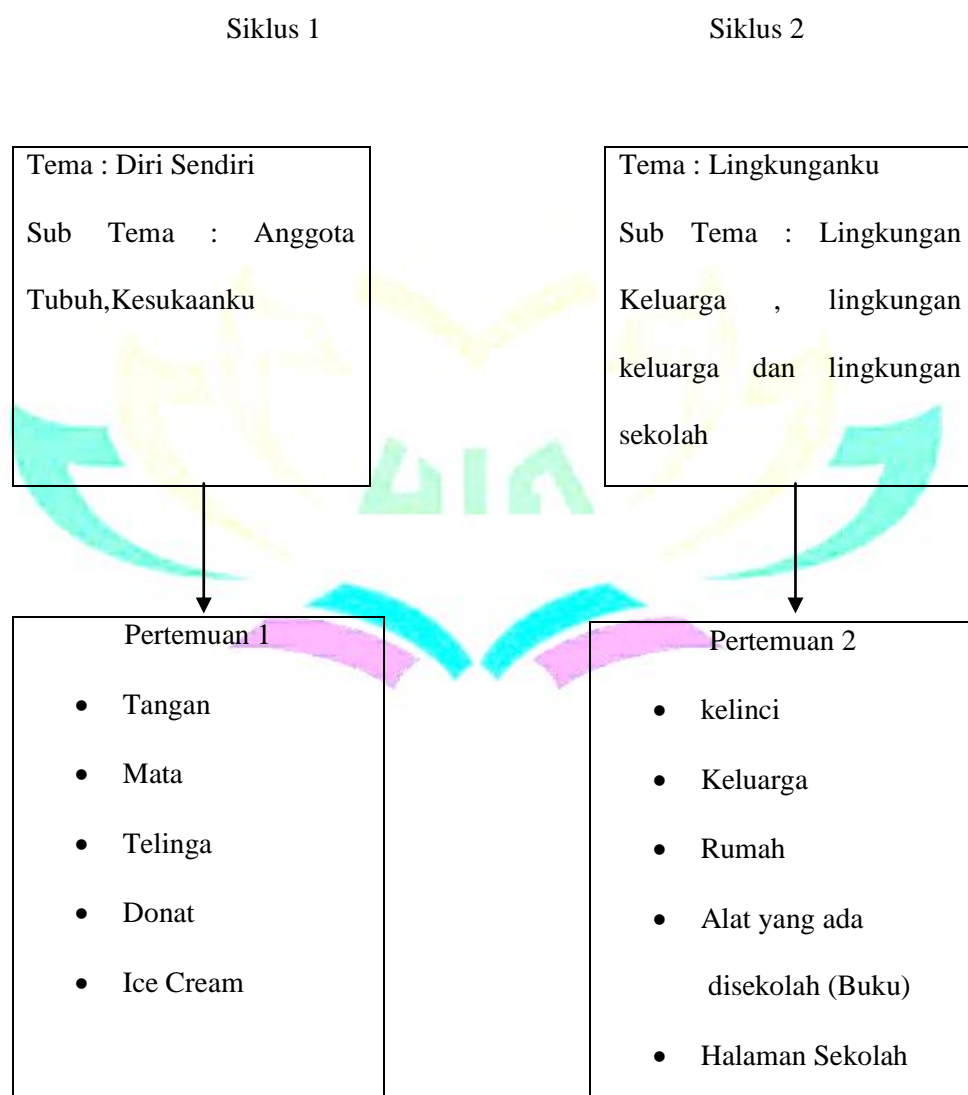 Siklus 1
Siklus 2
Tema : Diri Sendiri
Sub Tema : Anggota
Tubuh,Kesukaanku
Tema : Lingkunganku
Sub Tema : Lingkungan
Keluarga , lingkungan
keluarga dan lingkungan
sekolah
Pertemuan 1
• Tangan
• Mata
• Telinga
• Donat
• Ice Cream
Pertemuan 2
• kelinci
• Keluarga
• Rumah
• Alat yang ada
disekolah (Buku)
• Halaman Sekolah